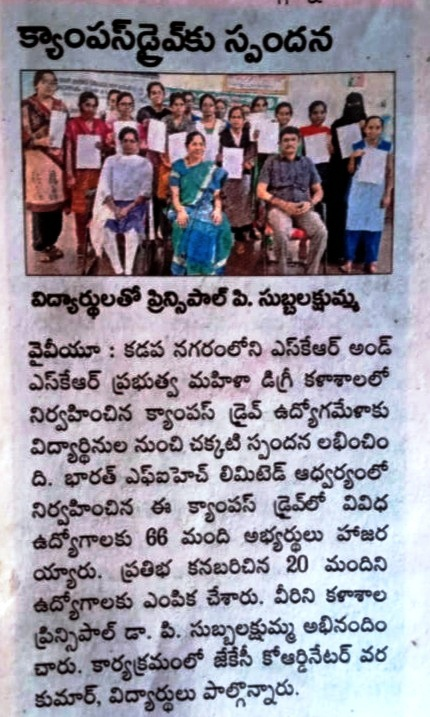 క్యాంపస్‌డ్రైవ్‌కు స్పందన
విద్యార్థులతో ప్రిన్సిపాల్ పి. సుబ్బలక్షుమ్మ
వైవీయూ : కడప నగరంలోని ఎస్‌కేఆర్ అండ్
ఎస్‌కేఆర్ ప్రభుత్వ మహిళా డిగ్రీ కళాశాలలో
నిర్వహించిన క్యాంపస్ డ్రైవ్ ఉద్యోగమేళాకు
విద్యార్థినుల నుంచి చక్కటి స్పందన లభించిం
ది. భారత్ ఎఫ్ఐహెచ్ లిమిటెడ్ ఆధ్వర్యంలో
నిర్వహించిన ఈ క్యాంపస్ డ్రైవ్‌లో వివిధ
ఉద్యోగాలకు 66 మంది అభ్యర్థులు హాజర
య్యారు. ప్రతిభ కనబరిచిన 20 మందిని
ఉద్యోగాలకు ఎంపిక చేశారు. వీరిని కళాశాల
ప్రిన్సిపాల్ డా. పి. సుబ్బలక్షుమ్మ అభినందిం
చారు. కార్యక్రమంలో జేకేసీ కోఆర్డినేటర్ వర
కుమార్, విద్యార్థులు పాల్గొన్నారు.